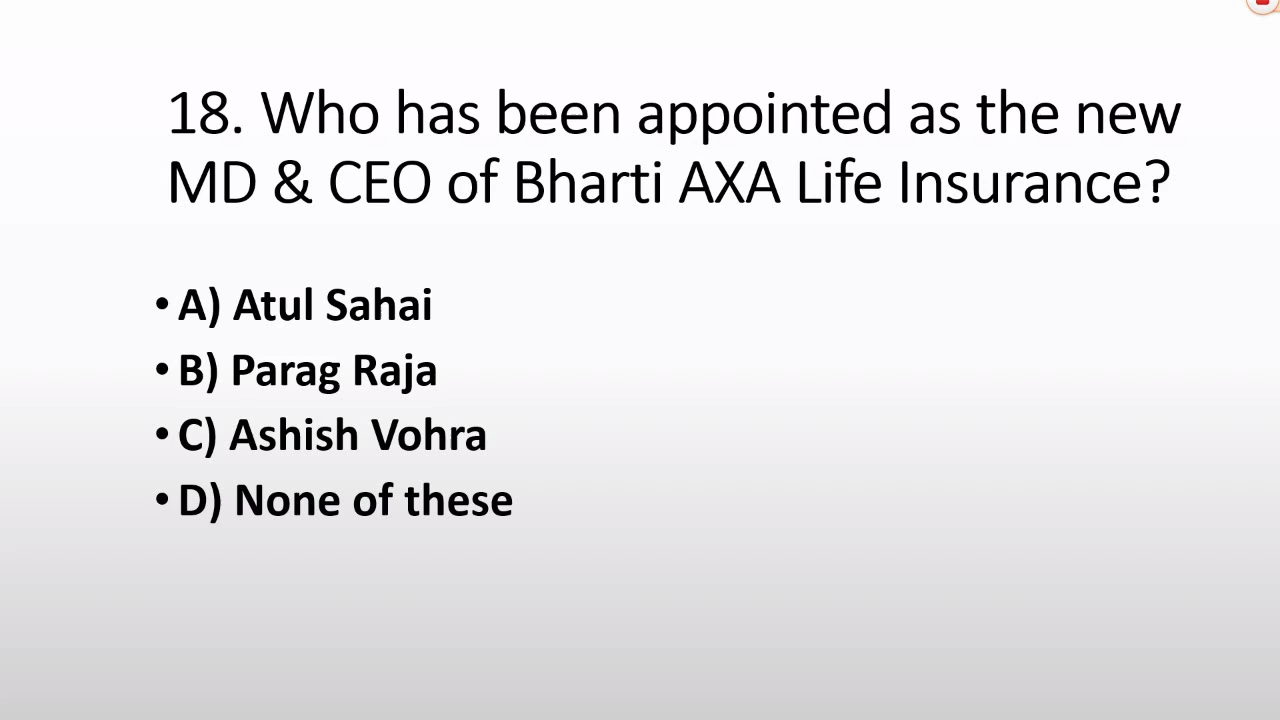 18. Who has been appointed as the new
MD & CEO of Bharti AXA Life Insurance?
• A) Atul Sahai
• B) Parag Raja
• C) Ashish Vohra
• D) None of these